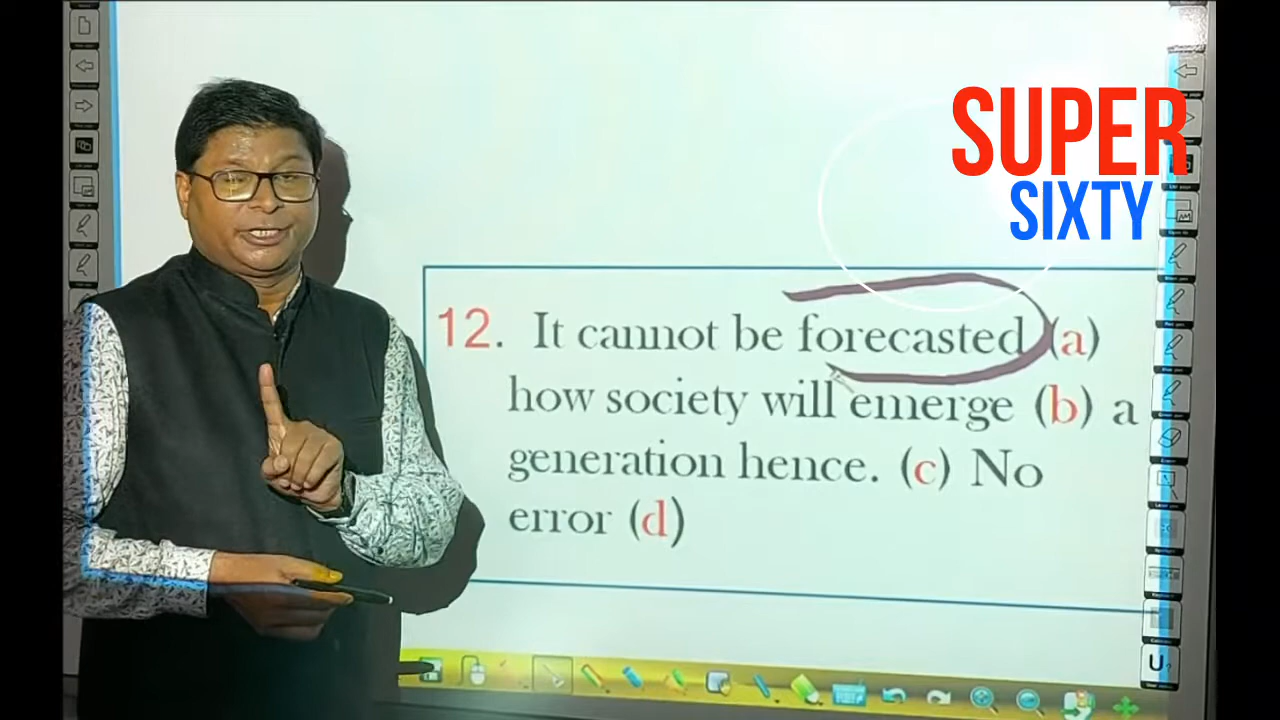 SUPER
SIXTY
12. It cannot be forecasted (a)
how society will emerge (b) a
generation hence. (c) No
error (d)